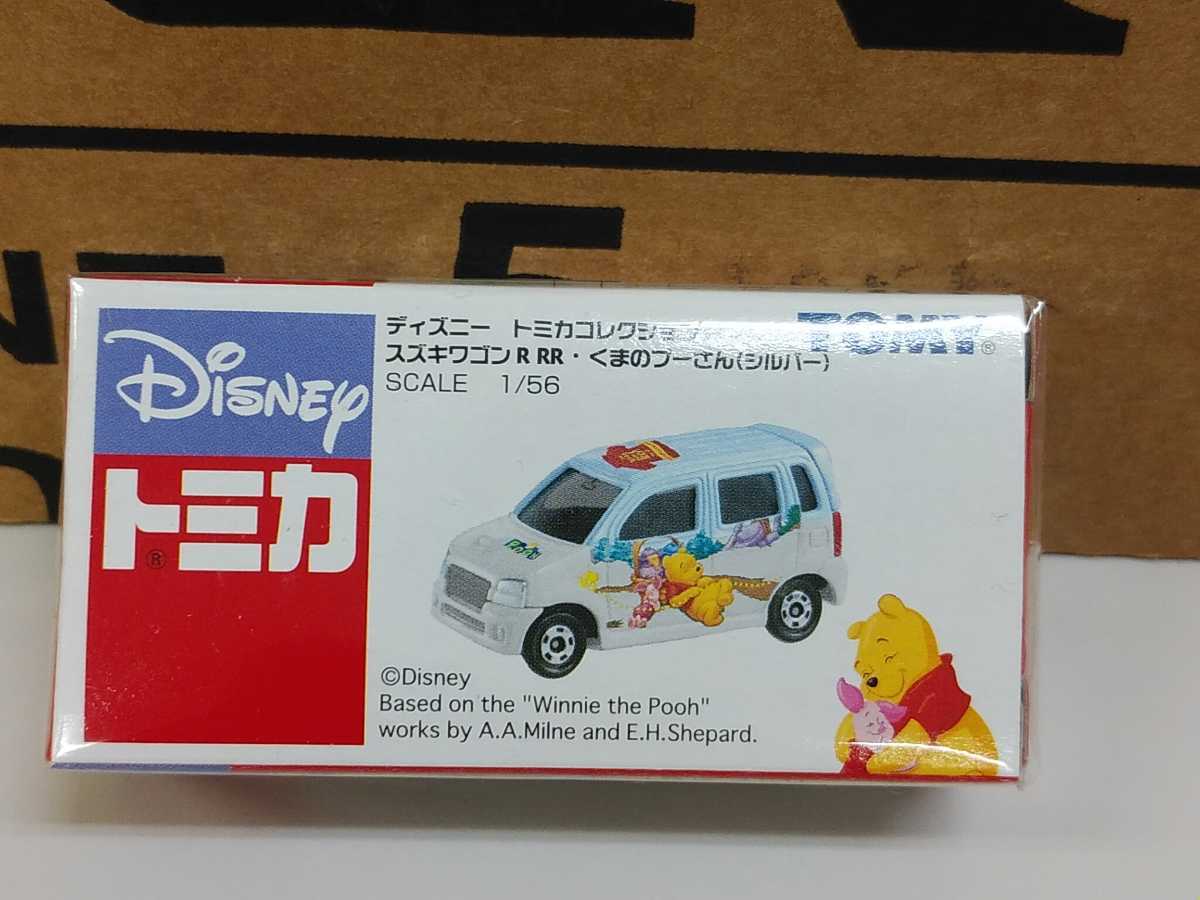 DISNEY
トミカ®
ディズニー トミカコレクション
TOMY®
スズキワゴンR RR・くまのプーさん(シルバー)
SCALE 1/56
Pooh
©Disney
Based on the "Winnie the Pooh"
works by A.A.Milne and E.H.Shepard.